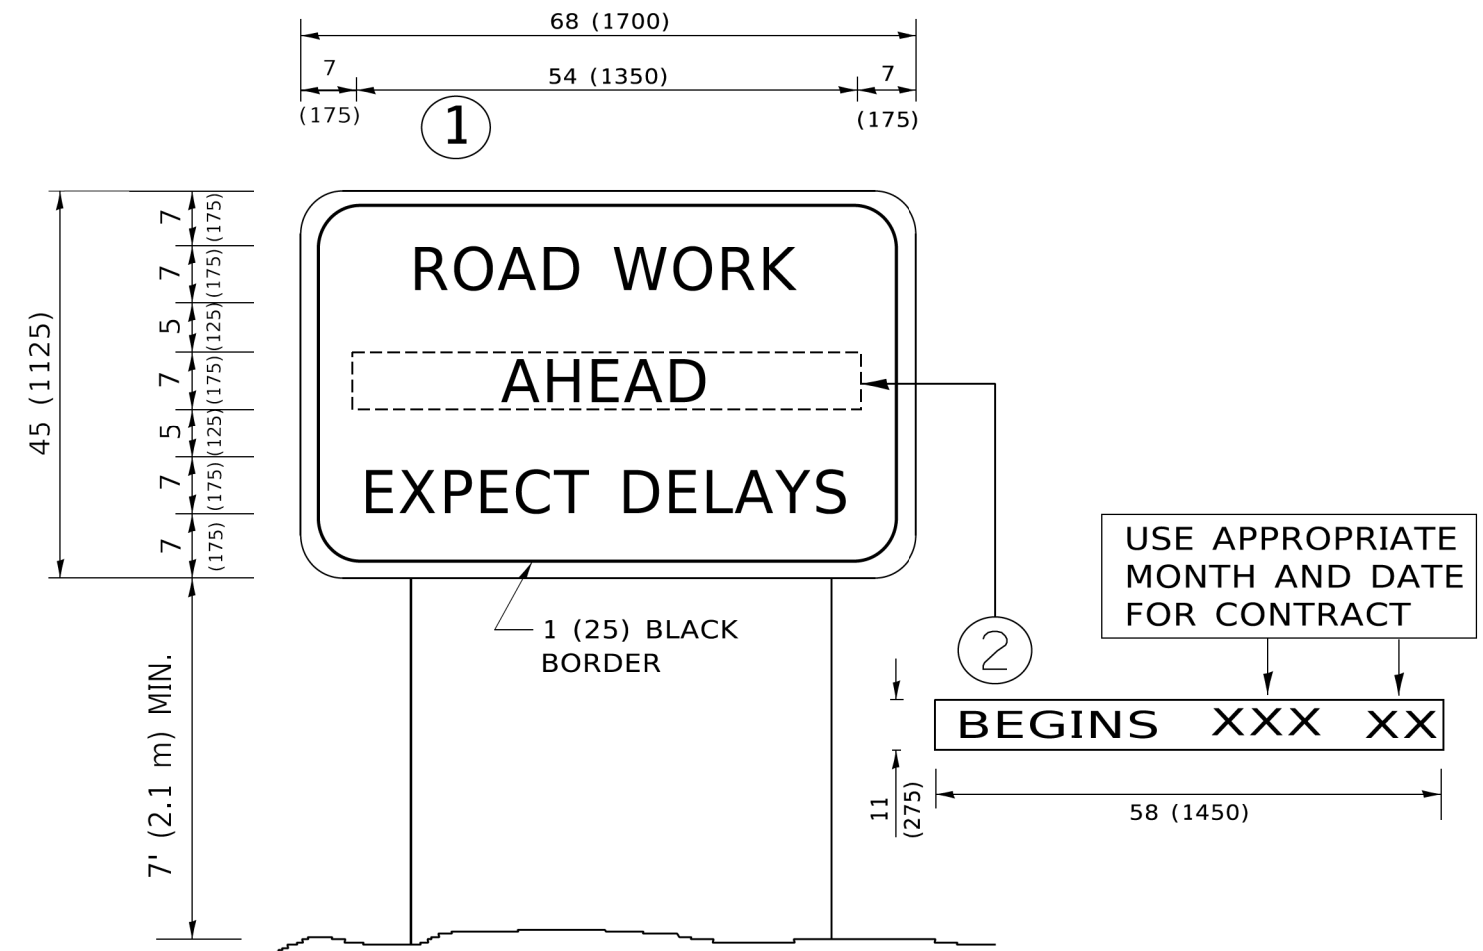 68 (1700)
7
54 (1350)
7
(175)
(175)
1
7 (175)
7 (175)
5 (125)
7 (175)
5 (125)
7 (175)
7 (175)
45 (1125)
ROAD WORK
AHEAD
EXPECT DELAYS
1 (25) BLACK
BORDER
7' (2.1 m) MIN.
USE APPROPRIATE
MONTH AND DATE
FOR CONTRACT
2
BEGINS XXX XX
11
(275)
58 (1450)